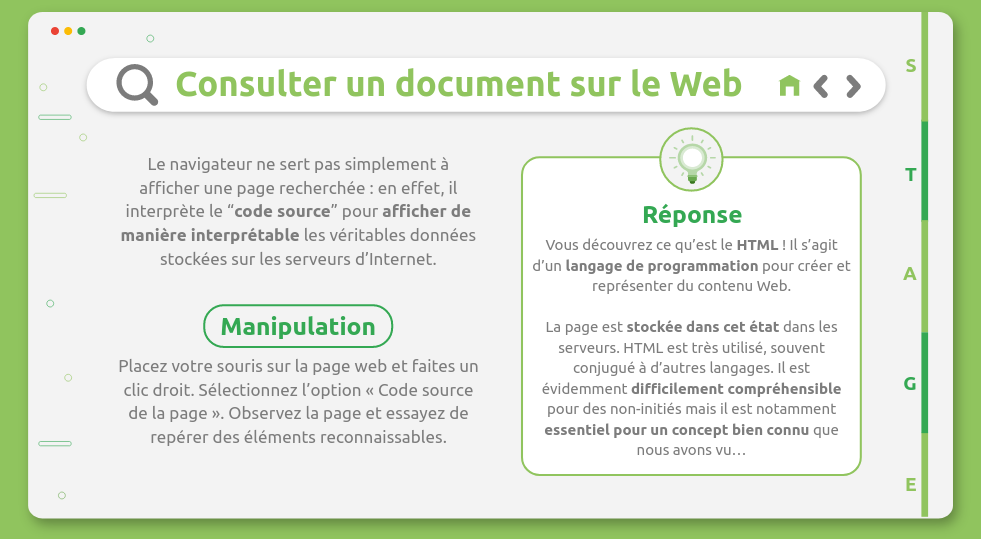 Consulter un document sur le Web
Le navigateur ne sert pas simplement à
afficher une page recherchée : en effet, il
interprète le “code source” pour afficher de
manière interprétable les véritables données
stockées sur les serveurs d’Internet.
Manipulation
Placez votre souris sur la page web et faites un
clic droit. Sélectionnez l’option « Code source
de la page ». Observez la page et essayez de
repérer des éléments reconnaissables.
Réponse
Vous découvrez ce qu’est le HTML ! Il s’agit
d’un langage de programmation pour créer et
représenter du contenu Web.
La page est stockée dans cet état dans les
serveurs. HTML est très utilisé, souvent
conjugué à d’autres langages. Il est
évidemment difficilement compréhensible
pour des non-initiés mais il est notamment
essentiel pour un concept bien connu que
nous avons vu…
S
T
A
G
E